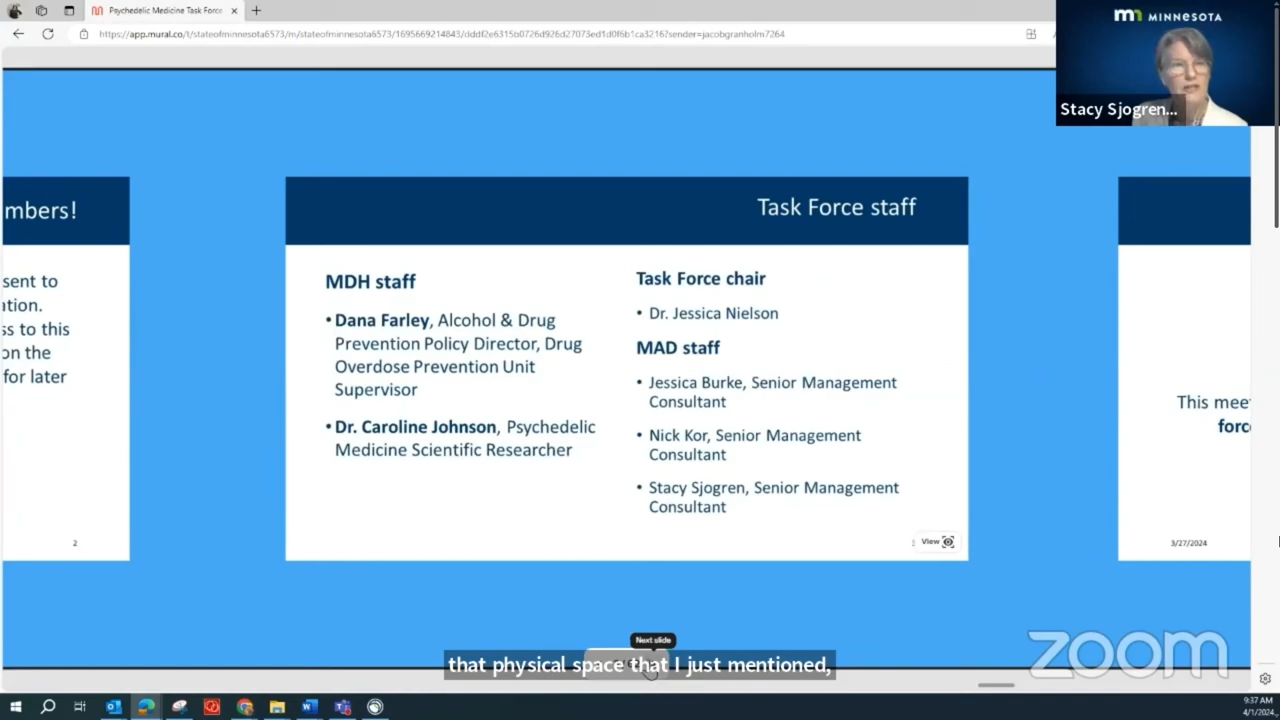 Psychedelic Medicine Task Force
https://app.mural.co/t/stateofminnesota6573/m/stateofminnesota6573/1695669214843/dddf2e6315b0726d926d27073ed1d0f6b1ca3216?sender=jacobgranholm7264
MINNESOTA
Stacy Sjogren...
mbers!
sent to
ation.
ss to this
on the
for later
2
Task Force staff
MDH staff
• Dana Farley, Alcohol & Drug
Prevention Policy Director, Drug
Overdose Prevention Unit
Supervisor
• Dr. Caroline Johnson, Psychedelic
Medicine Scientific Researcher
Task Force chair
• Dr. Jessica Nielson
MAD staff
• Jessica Burke, Senior Management
Consultant
• Nick Kor, Senior Management
Consultant
• Stacy Sjogren, Senior Management
Consultant
View
This mee
forc
3/27/2024
Next slide
that physical space that I just mentioned,
zoom
9:37 AM
4/1/2024